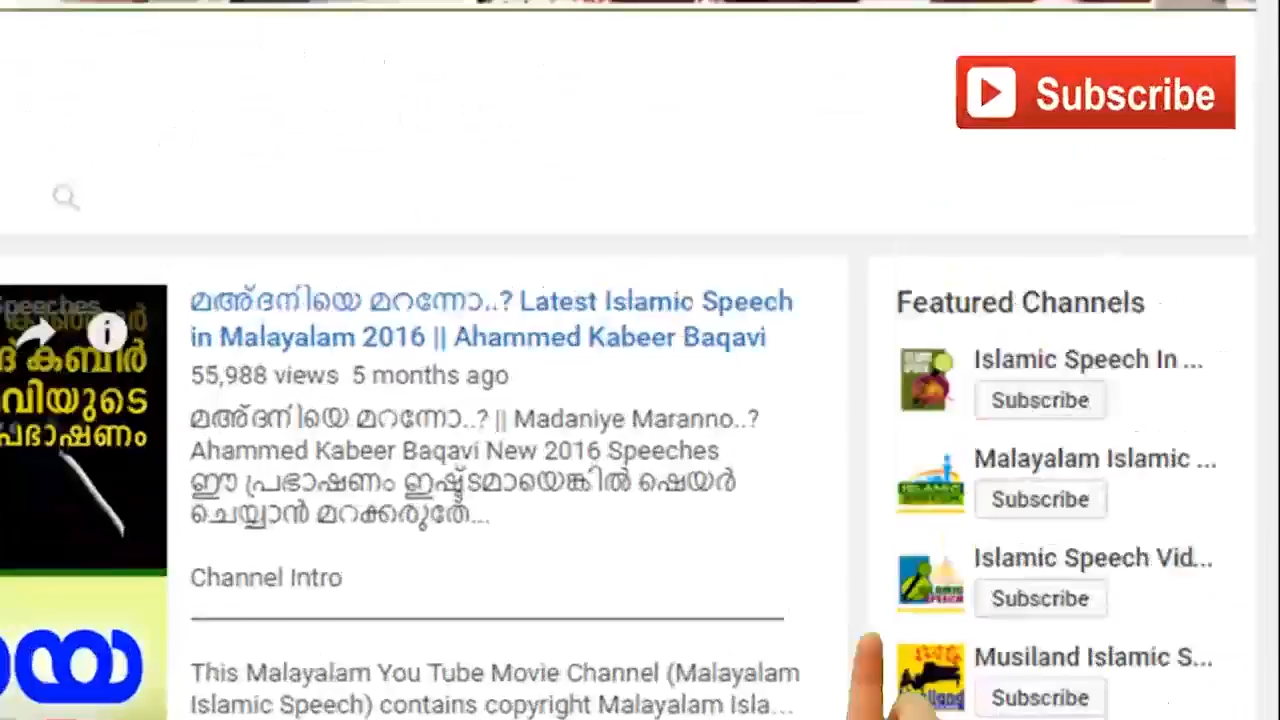 Subscribe
Speeches
കബീർ
വിയുടെ
പ്രഭാഷണം
മഅ്ദനിയെ മറന്നോ..? Latest Islamic Speech
in Malayalam 2016 || Ahammed Kabeer Baqavi
55,988 views 5 months ago
മഅ്ദനിയെ മറന്നോ..? || Madaniye Maranno..?
Ahammed Kabeer Baqavi New 2016 Speeches
ഈ പ്രഭാഷണം ഇഷ്ട്ടമായെങ്കിൽ ഷെയർ
ചെയ്യാൻ മറക്കരുതേ...
Channel Intro
This Malayalam You Tube Movie Channel (Malayalam
Islamic Speech) contains copyright Malayalam Isla...
Featured Channels
Islamic Speech In ...
Subscribe
Malayalam Islamic ...
Subscribe
Islamic Speech Vid...
Subscribe
Musiland Islamic S...
Subscribe